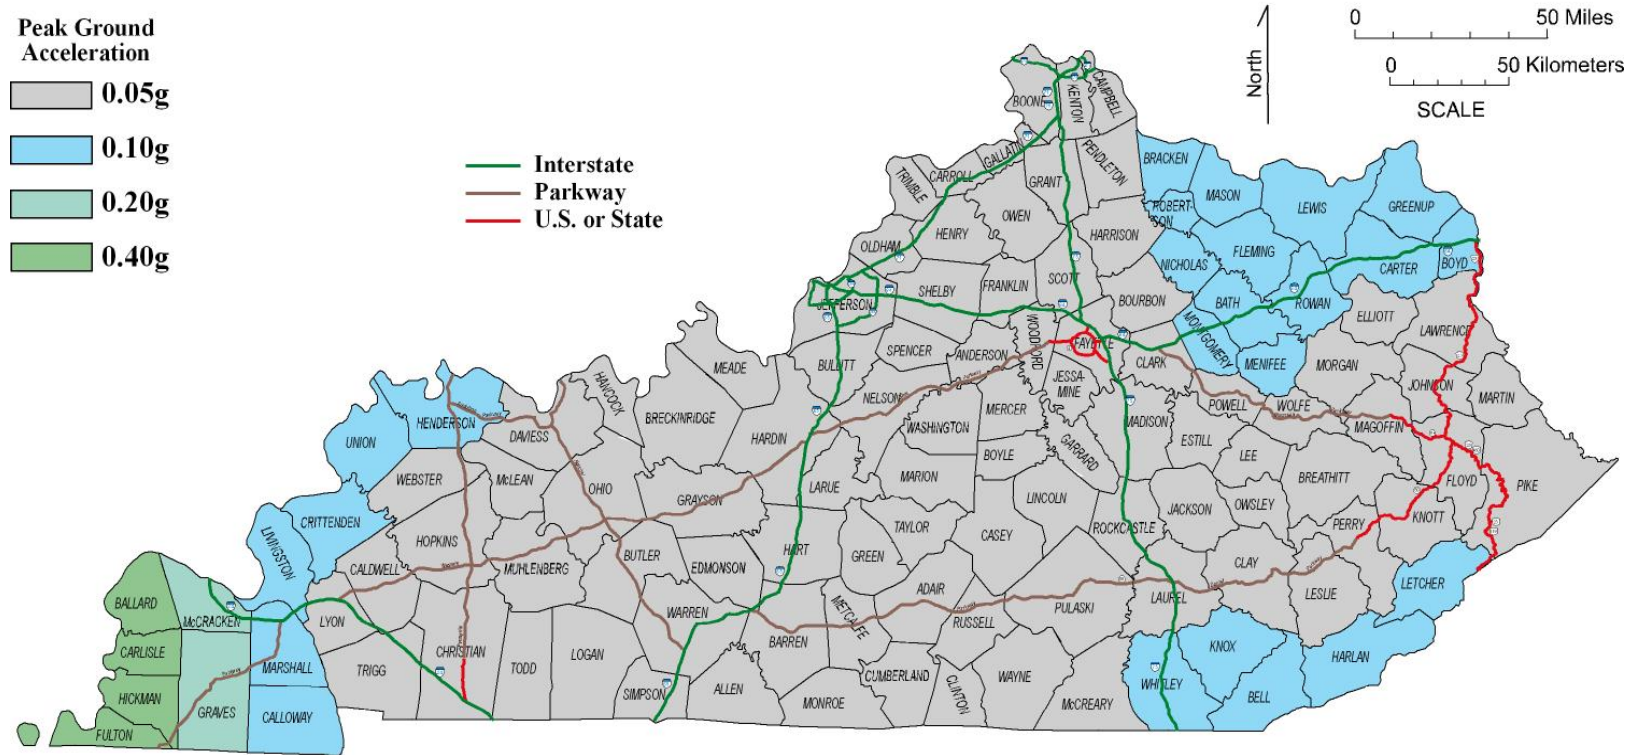 Peak Ground
Acceleration
0.05g
0.10g
0.20g
0.40g
Interstate
Parkway
U.S. or State
North
0 50 Miles
0 50 Kilometers
SCALE
BOONE
KENTON
CAMPBELL
GALLATIN
CARROLL
TRIMBLE
GRANT
PENDLETON
BRACKEN
MASON
ROBERT-
SON
LEWIS
GREENUP
OWEN
HENRY
OLDHAM
HARRISON
NICHOLAS
FLEMING
CARTER
BOYD
JEFFERSON
SHELBY
FRANKLIN
SCOTT
BOURBON
BATH
ROWAN
ELLIOTT
LAWRENCE
MONTGOMERY
MENIFEE
MORGAN
JOHNSON
MARTIN
BULLITT
SPENCER
ANDERSON
WOODFORD
FAYETTE
CLARK
JESSA-
MINE
MEADE
HANCOCK
BRECKINRIDGE
HARDIN
NELSON
WASHINGTON
MERCER
BOYLE
GARRARD
MADISON
POWELL
WOLFE
MAGOFFIN
ESTILL
LEE
BREATHITT
FLOYD
PIKE
UNION
HENDERSON
DAVIESS
WEBSTER
McLEAN
OHIO
GRAYSON
LARUE
MARION
LINCOLN
JACKSON
OWSLEY
PERRY
KNOTT
CRITTENDEN
LIVINGSTON
HOPKINS
CALDWELL
MUHLENBERG
BUTLER
EDMONSON
HART
GREEN
TAYLOR
CASEY
ROCKCASTLE
CLAY
LESLIE
LETCHER
BALLARD
McCRACKEN
CARLISLE
HICKMAN
FULTON
GRAVES
MARSHALL
CALLOWAY
LYON
TRIGG
CHRISTIAN
TODD
LOGAN
WARREN
SIMPSON
ALLEN
BARREN
METCALFE
ADAIR
RUSSELL
PULASKI
LAUREL
MONROE
CUMBERLAND
CLINTON
WAYNE
McCREARY
WHITLEY
KNOX
BELL
HARLAN